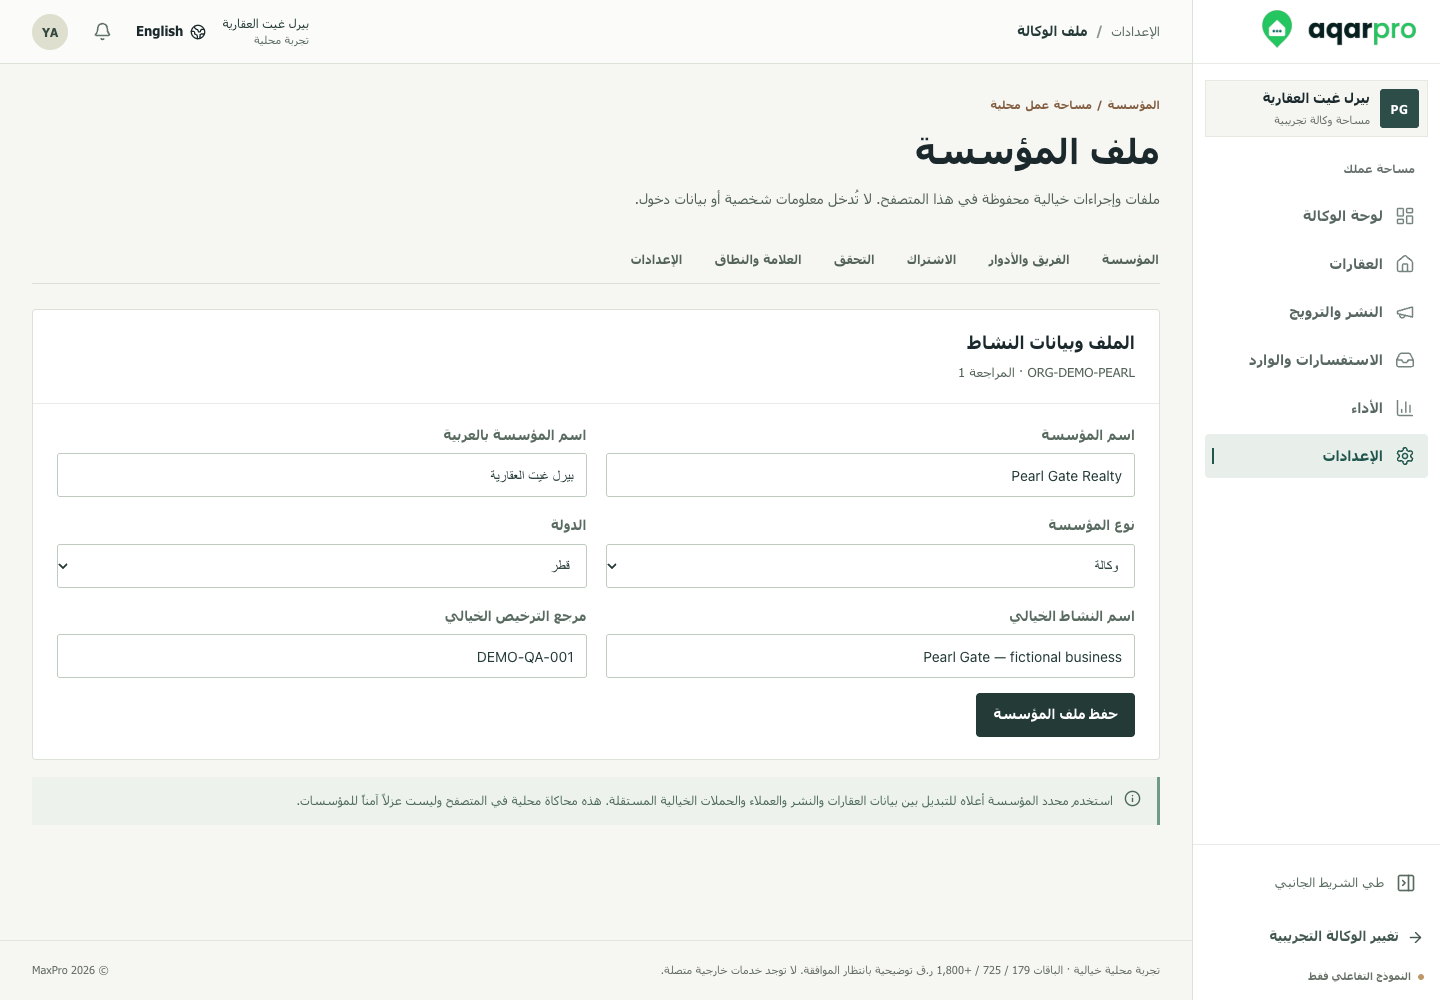 aqarpro
PG
بيرل غيت العقارية
مساحة وكالة تجريبية
مساحة عملك
لوحة الوكالة
العقارات
النشر والترويج
الاستفسارات والوارد
الأداء
الإعدادات
طي الشريط الجانبي
تغيير الوكالة التجريبية
النموذج التفاعلي فقط
الإعدادات / ملف الوكالة
بيرل غيت العقارية
تجربة محلية
English
YA
المؤسسة / مساحة عمل محلية
ملف المؤسسة
ملفات وإجراءات خيالية محفوظة في هذا المتصفح. لا تُدخل معلومات شخصية أو بيانات دخول.
المؤسسة الفريق والأدوار الاشتراك التحقق العلامة والنطاق الإعدادات
الملف وبيانات النشاط
ORG-DEMO-PEARL · المراجعة 1
اسم المؤسسة اسم المؤسسة بالعربية
Pearl Gate Realty بيرل غيت العقارية
نوع المؤسسة الدولة
وكالة قطر
اسم النشاط الخيالي مرجع الترخيص الخيالي
Pearl Gate — fictional business DEMO-QA-001
حفظ ملف المؤسسة
استخدم محدد المؤسسة أعلاه للتبديل بين بيانات العقارات والنشر والعملاء والحملات الخيالية المستقلة. هذه محاكاة محلية في المتصفح وليست عزلاً آمناً للمؤسسات.
تجربة محلية خيالية · الباقات 179 / 725 / +1,800 ر.ق توضيحية بانتظار الموافقة. لا توجد خدمات خارجية متصلة.
© 2026 MaxPro